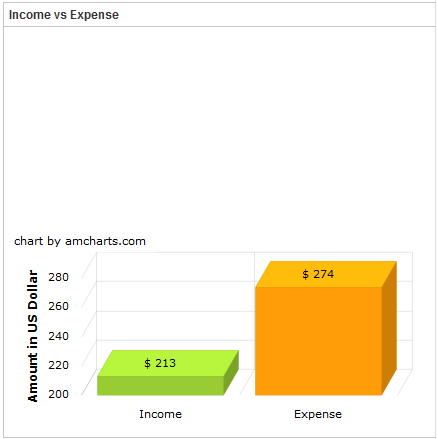 Income vs Expense
chart by amcharts.com
Amount in US Dollar
280
260
240
220
200
$ 274
$ 213
Income
Expense